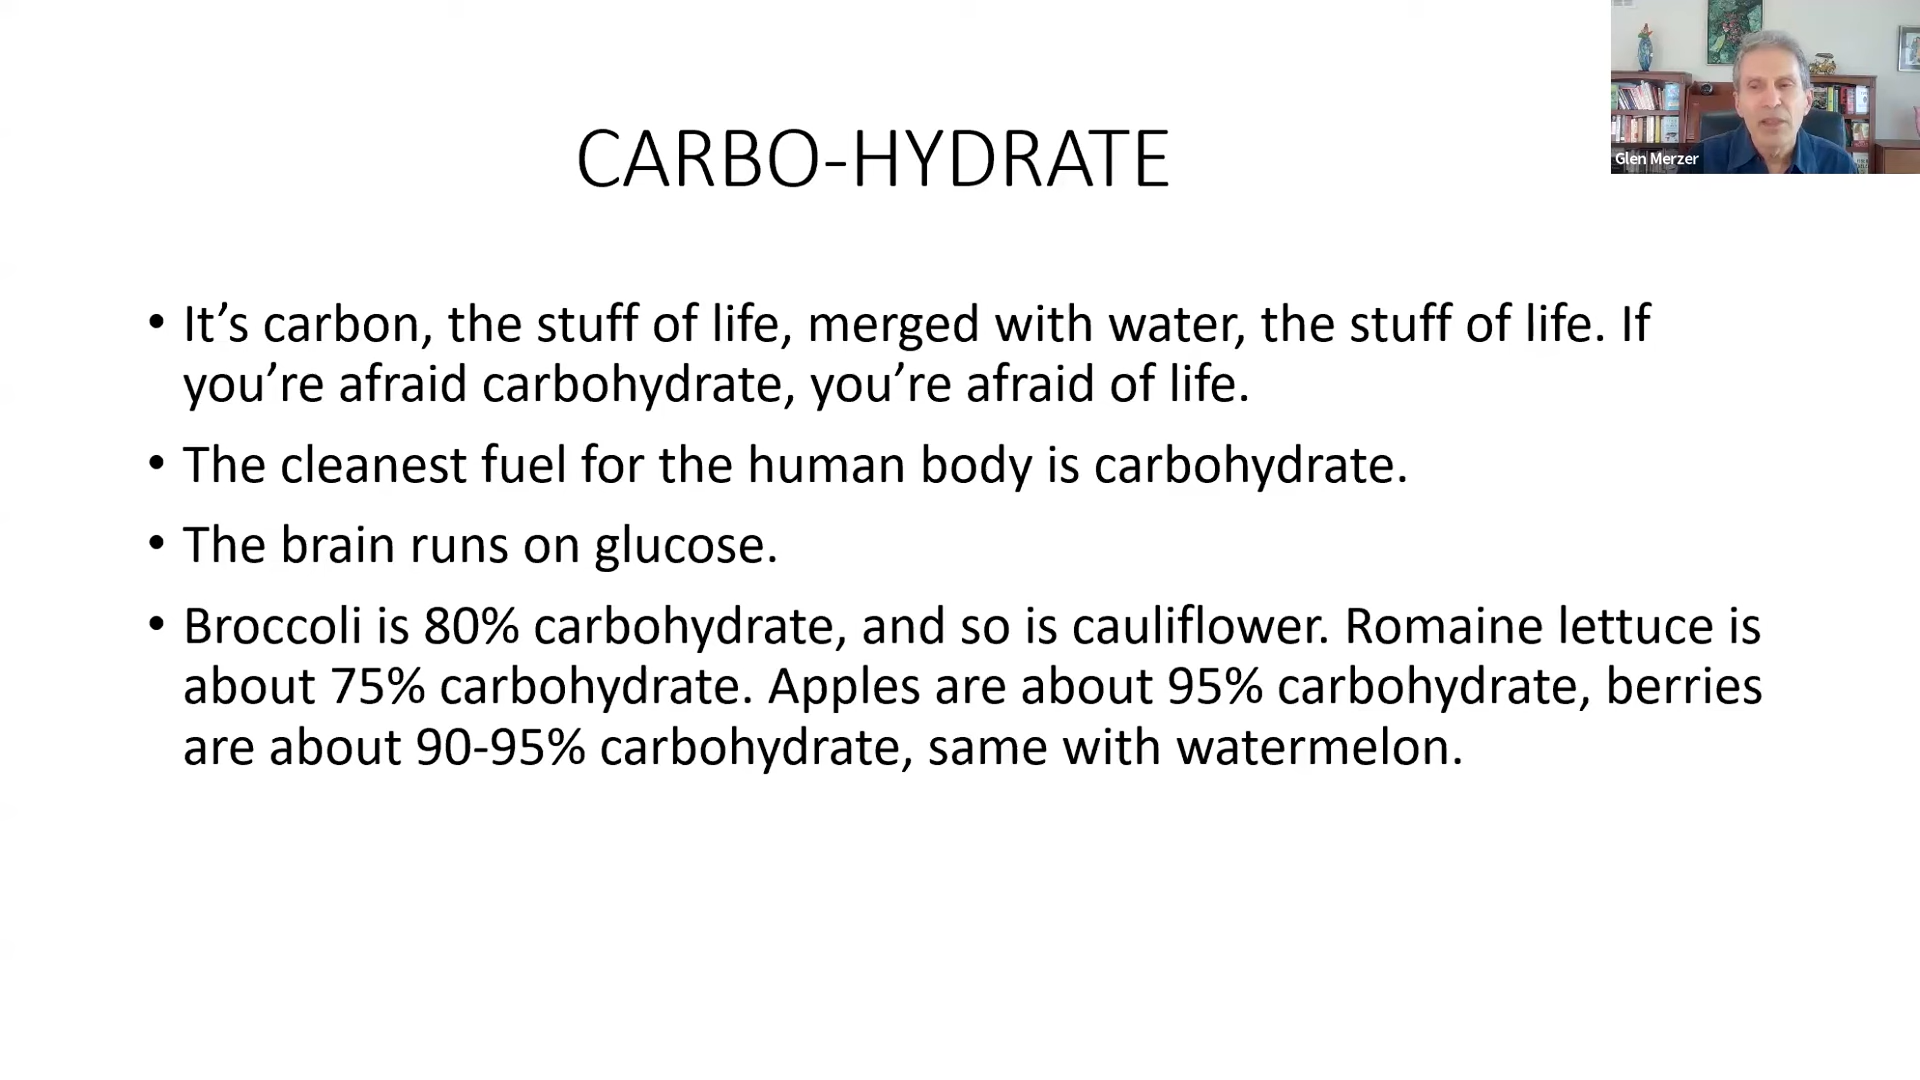 CARBO-HYDRATE
Glen Merzer
• It’s carbon, the stuff of life, merged with water, the stuff of life. If
you’re afraid carbohydrate, you’re afraid of life.
• The cleanest fuel for the human body is carbohydrate.
• The brain runs on glucose.
• Broccoli is 80% carbohydrate, and so is cauliflower. Romaine lettuce is
about 75% carbohydrate. Apples are about 95% carbohydrate, berries
are about 90-95% carbohydrate, same with watermelon.